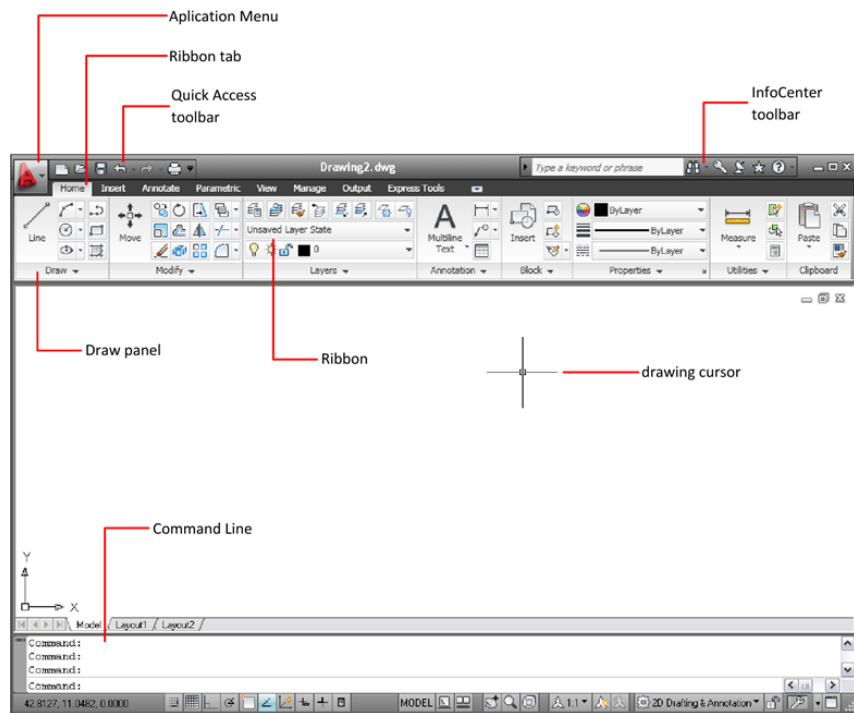 Aplication Menu
Ribbon tab
Quick Access
toolbar
InfoCenter
toolbar
Drawing2.dwg
Type a keyword or phrase
Home Insert Annotate Parametric View Manage Output Express Tools
Line
Move
Unsaved Layer State
0
Multiline
Text
Insert
ByLayer
ByLayer
ByLayer
Measure
Paste
Draw Modify Layers Annotation Block Properties Utilities Clipboard
Draw panel
Ribbon
drawing cursor
Command Line
Y
X
Model Layout1 Layout2
Command:
Command:
Command:
Command:
42.8127, 11.0482, 0.0000 MODEL 1:1 2D Drafting & Annotation